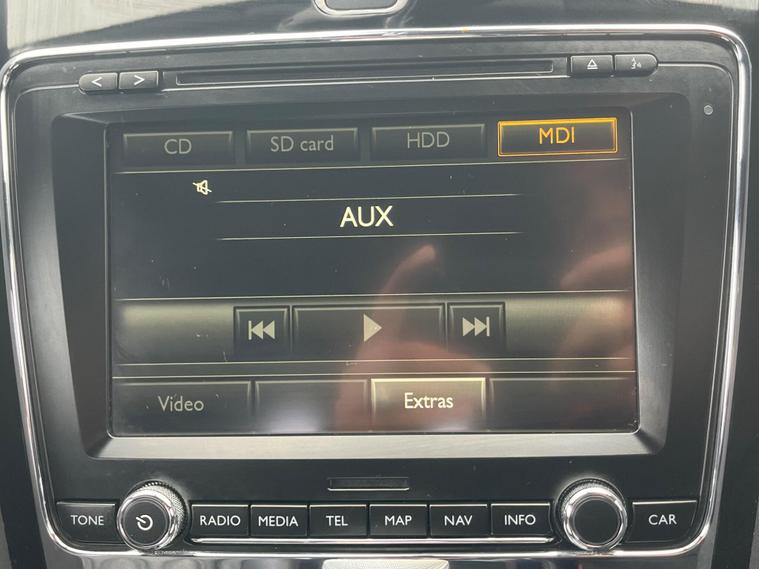 CD SD card HDD MDI
AUX
Video Extras
TONE RADIO MEDIA TEL MAP NAV INFO CAR